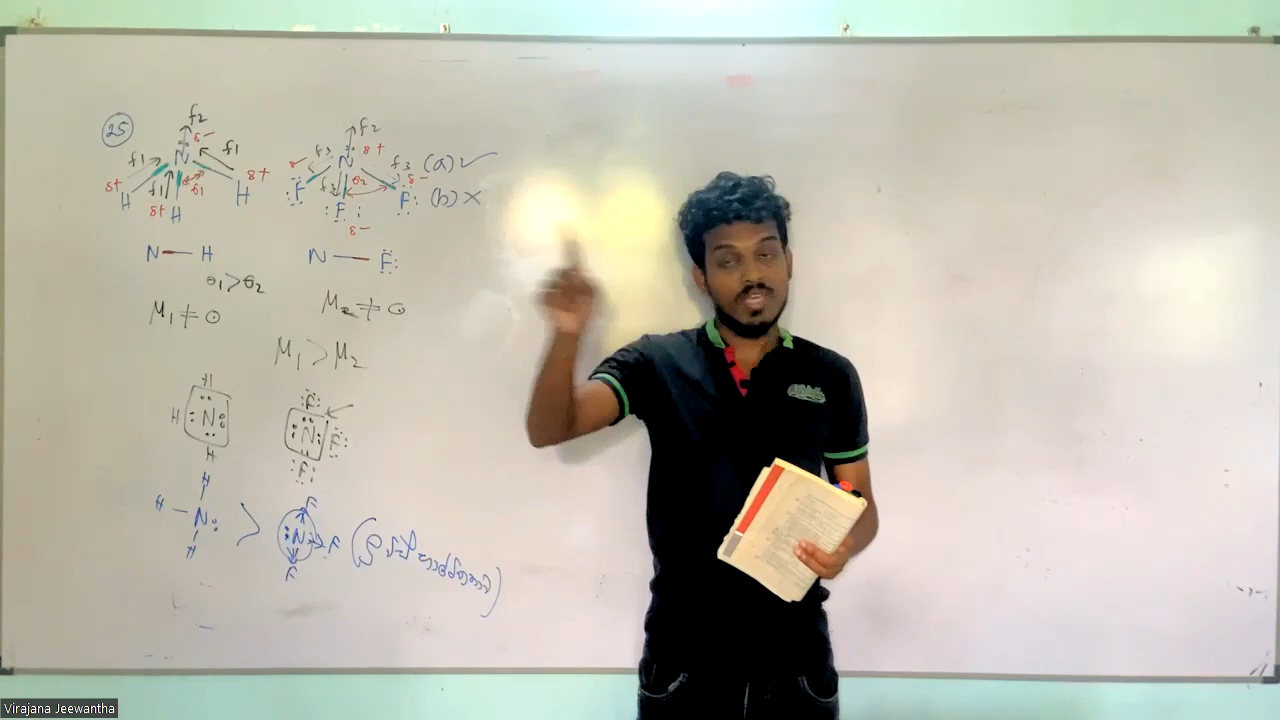 25
f2 f2
f1 δ- f1 f3 δ+ f3 (a) ✓
δ+ N δ+ δ- N δ-
H f1 θ1 H F f3 θ2 F (b) ×
δ+ H F
δ-
N — H N — F
θ1 > θ2
M1 ≠ 0 M2 ≠ 0
M1 > M2
H F
H N N F
H F
H F
H — N > N F
H F
Virajana Jeewantha